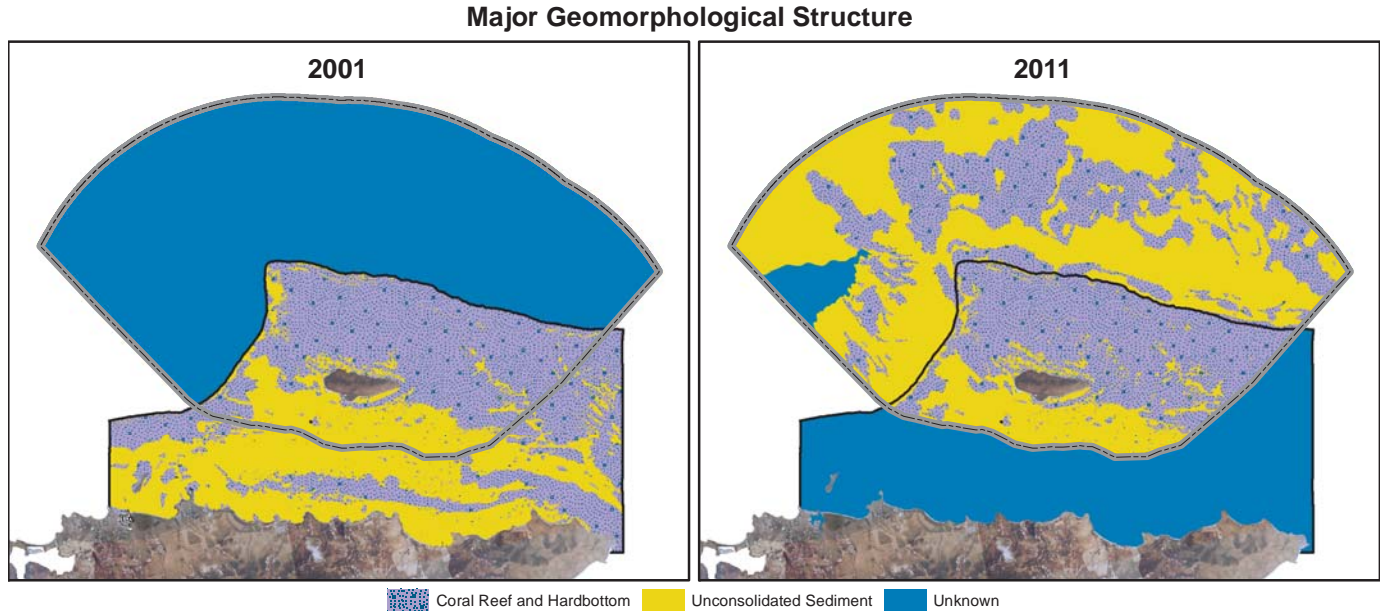 Major Geomorphological Structure
2001
2011
Coral Reef and Hardbottom
Unconsolidated Sediment
Unknown